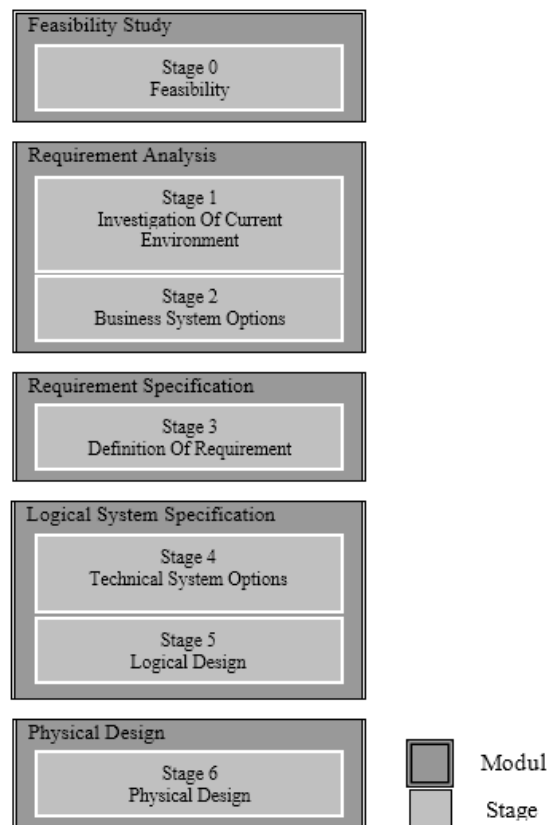 Feasibility Study
Stage 0
Feasibility
Requirement Analysis
Stage 1
Investigation Of Current
Environment
Stage 2
Business System Options
Requirement Specification
Stage 3
Definition Of Requirement
Logical System Specification
Stage 4
Technical System Options
Stage 5
Logical Design
Physical Design
Stage 6
Physical Design
Modul
Stage